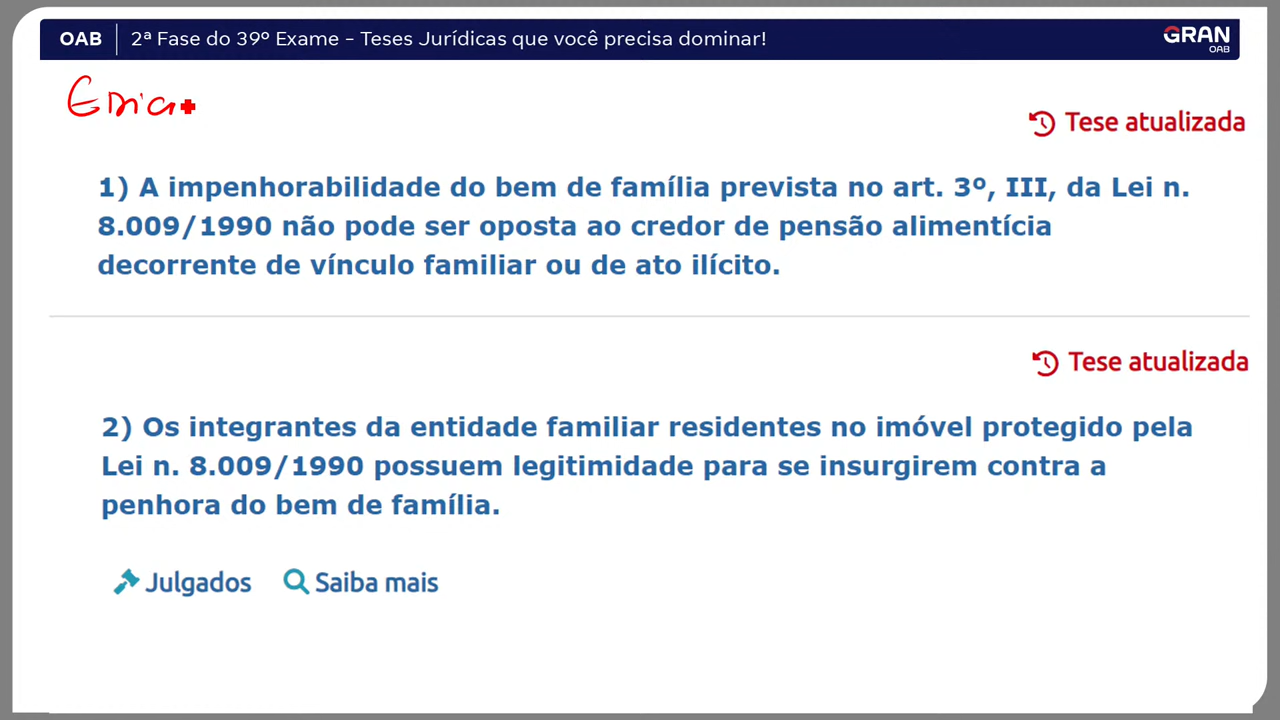 OAB
2ª Fase do 39º Exame – Teses Jurídicas que você precisa dominar!
GRAN
OAB
Erica
Tese atualizada
1) A impenhorabilidade do bem de família prevista no art. 3º, III, da Lei n.
8.009/1990 não pode ser oposta ao credor de pensão alimentícia
decorrente de vínculo familiar ou de ato ilícito.
Tese atualizada
2) Os integrantes da entidade familiar residentes no imóvel protegido pela
Lei n. 8.009/1990 possuem legitimidade para se insurgirem contra a
penhora do bem de família.
Julgados
Saiba mais